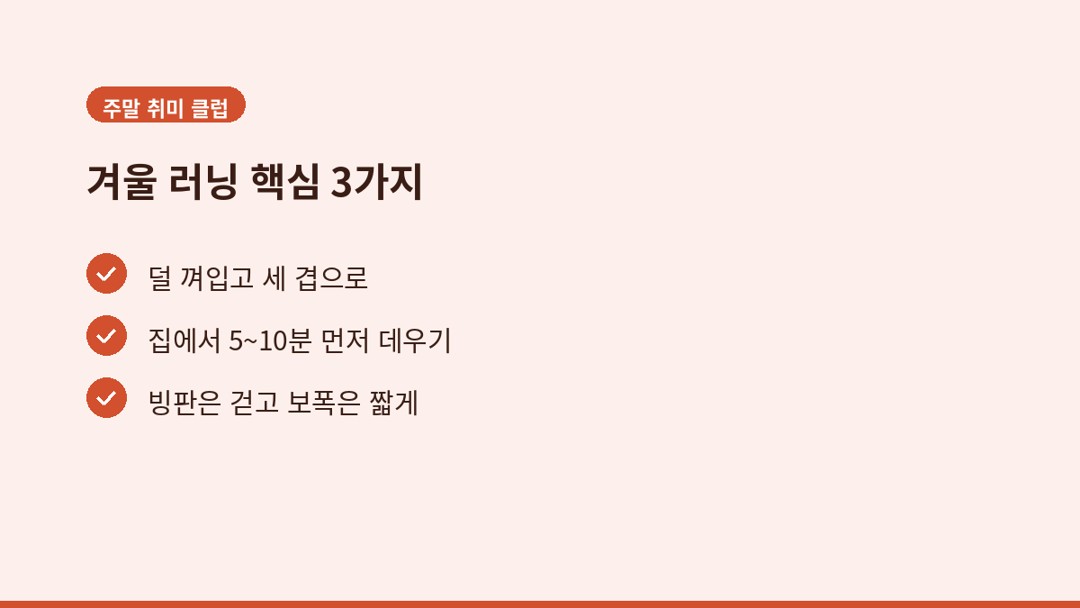 주말 취미 클럽
겨울 러닝 핵심 3가지
덜 껴입고 세 겹으로
집에서 5~10분 먼저 데우기
빙판은 걷고 보폭은 짧게